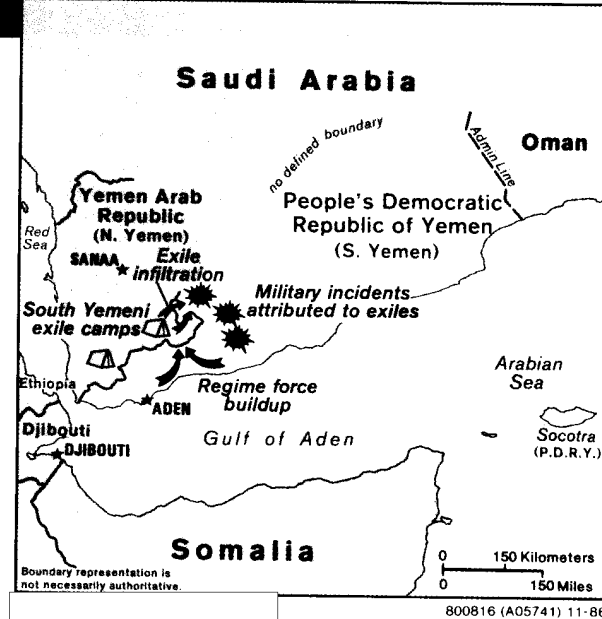 Saudi Arabia
no defined boundary
Admin Line
Oman
Yemen Arab
Republic
(N. Yemen)
People's Democratic
Republic of Yemen
(S. Yemen)
Red
Sea
SANAA
Exile
infiltration
South Yemeni
exile camps
Military incidents
attributed to exiles
Ethiopia
ADEN
Regime force
buildup
Arabian
Sea
Djibouti
DJIBOUTI
Gulf of Aden
Socotra
(P.D.R.Y.)
Somalia
0 150 Kilometers
0 150 Miles
Boundary representation is
not necessarily authoritative.
800816 (A05741) 11-86